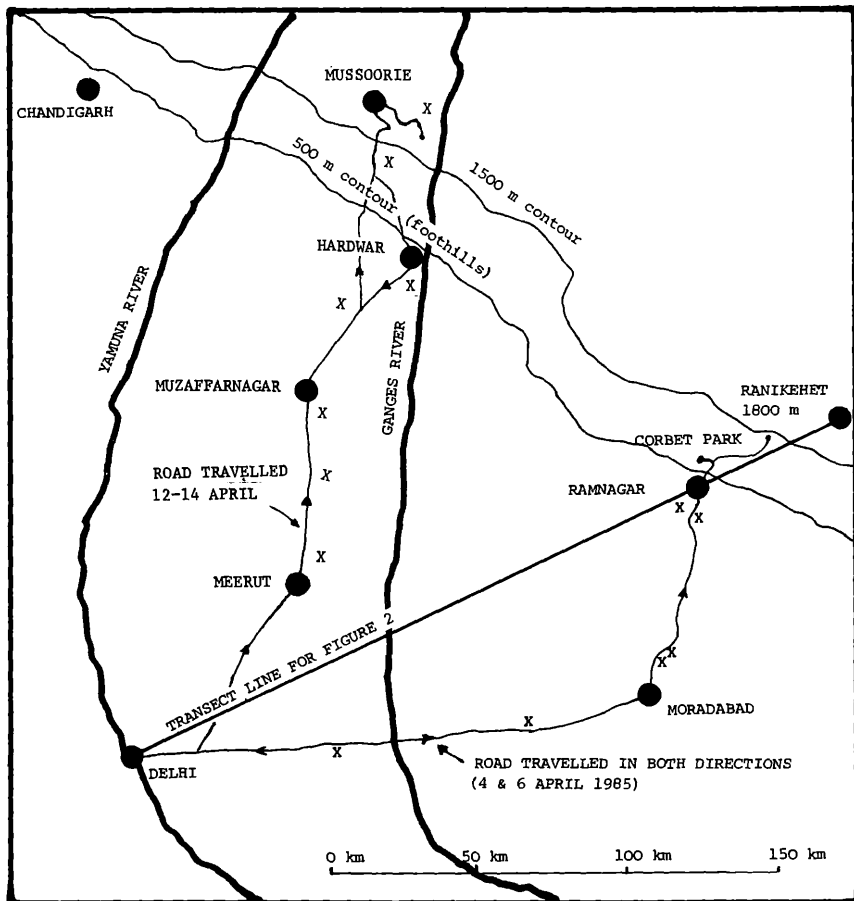 MUSSOORIE
X
CHANDIGARH
X
1500 m contour
500 m contour (foothills)
HARDWAR
X
X
YAMUNA RIVER
GANGES RIVER
MUZAFFARNAGAR
X
RANIKEHET
1800 m
CORBET PARK
ROAD TRAVELLED
12-14 APRIL
X
RAMNAGAR
X
X
X
MEERUT
TRANSECT LINE FOR FIGURE 2
X
X
MORADABAD
X
X
DELHI
ROAD TRAVELLED IN BOTH DIRECTIONS
(4 & 6 APRIL 1985)
0 km
50 km
100 km
150 km